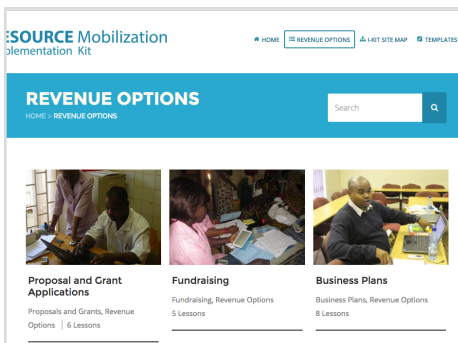 ESOURCE Mobilization
plementation Kit
HOME REVENUE OPTIONS I-KIT SITE MAP TEMPLATES
REVENUE OPTIONS
HOME > REVENUE OPTIONS
Search
Proposal and Grant
Applications
Proposals and Grants, Revenue
Options | 6 Lessons
Fundraising
Fundraising, Revenue Options
5 Lessons
Business Plans
Business Plans, Revenue Options
8 Lessons